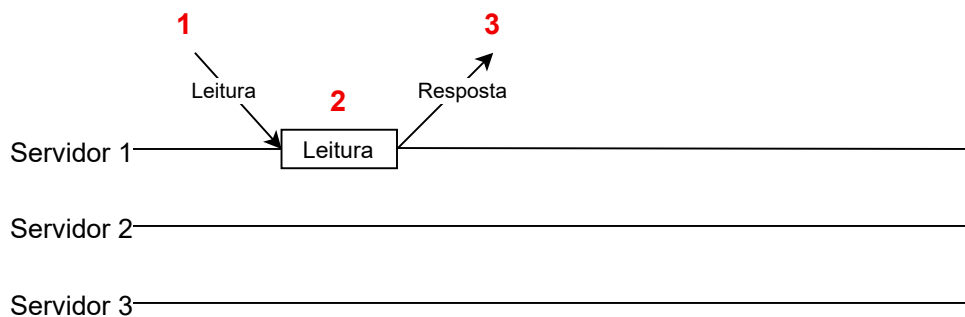 1
3
Leitura
2
Resposta
Servidor 1
Leitura
Servidor 2
Servidor 3